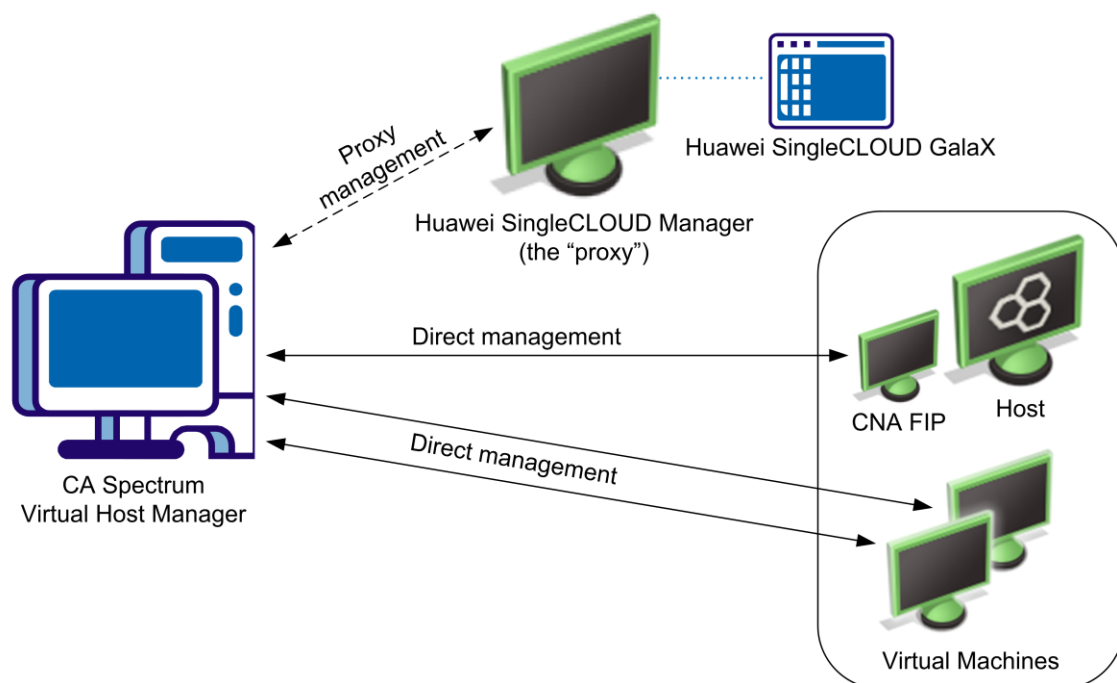 Proxy
management
Huawei SingleCLOUD GalaX
Huawei SingleCLOUD Manager
(the “proxy”)
Direct management
CNA FIP
Host
Direct management
CA Spectrum
Virtual Host Manager
Virtual Machines